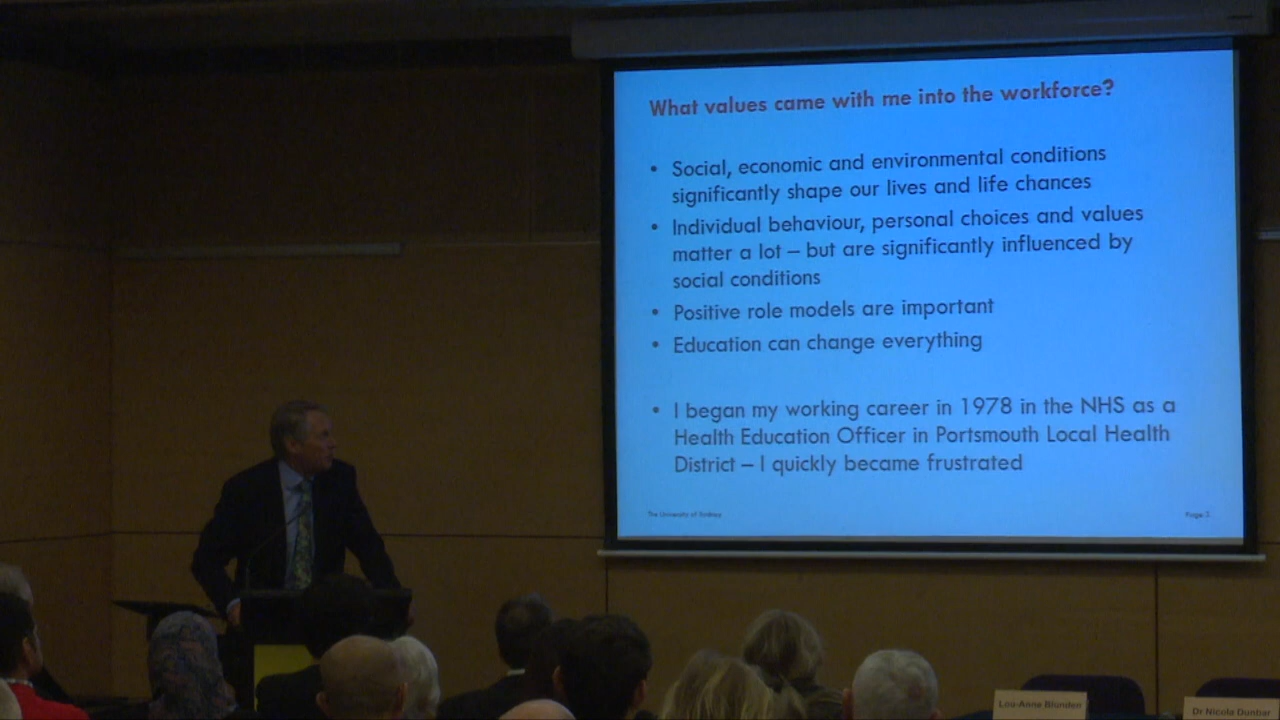 What values came with me into the workforce?
• Social, economic and environmental conditions
significantly shape our lives and life chances
• Individual behaviour, personal choices and values
matter a lot – but are significantly influenced by
social conditions
• Positive role models are important
• Education can change everything
• I began my working career in 1978 in the NHS as a
Health Education Officer in Portsmouth Local Health
District – I quickly became frustrated
The University of Sydney
Page
Lou-Anne Blunden
Dr Nicola Dunbar